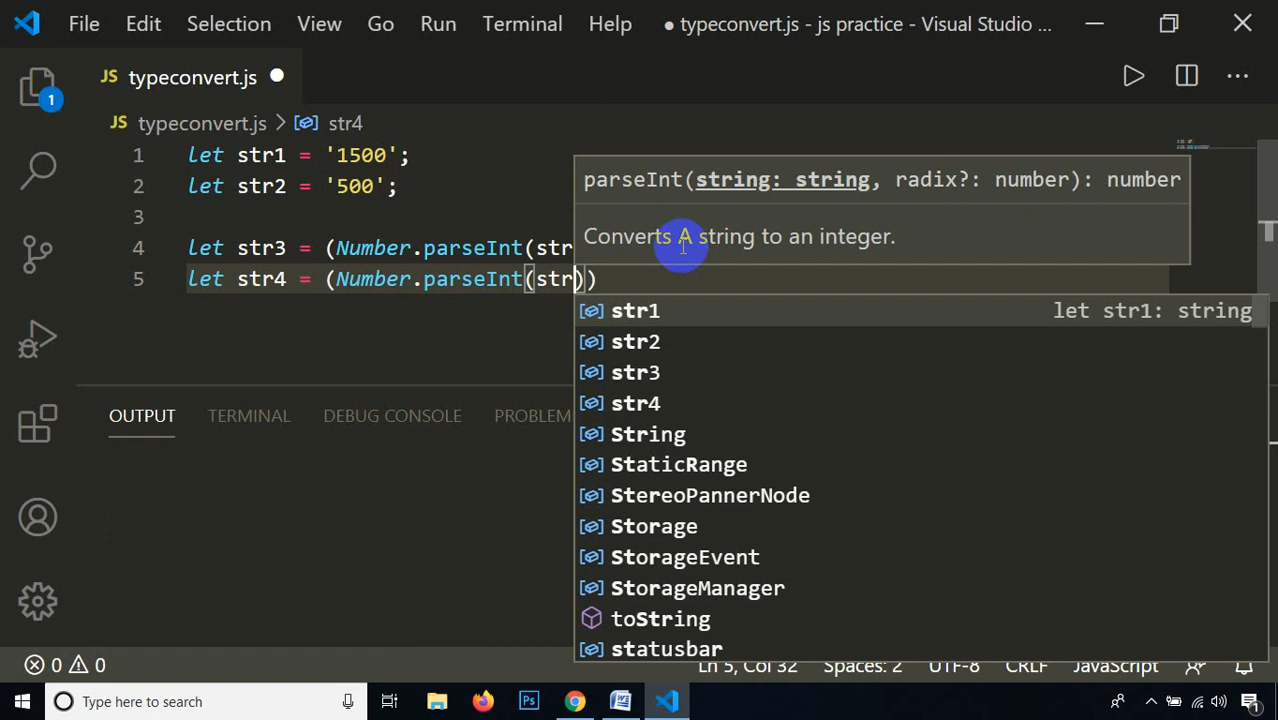 File Edit Selection View Go Run Terminal Help ● typeconvert.js - js practice - Visual Studio ...
JS typeconvert.js ●
JS typeconvert.js > str4
1 let str1 = '1500';
2 let str2 = '500';
3
4 let str3 = (Number.parseInt(str
5 let str4 = (Number.parseInt(str))
parseInt(string: string, radix?: number): number
Converts A string to an integer.
str1 let str1: string
str2
str3
str4
String
StaticRange
StereoPannerNode
Storage
StorageEvent
StorageManager
toString
statusbar
1
OUTPUT TERMINAL DEBUG CONSOLE PROBLEM
0 0 Ln 5, Col 32 Spaces: 2 UTF-8 CRLF JavaScript
Type here to search
Ps
W
1